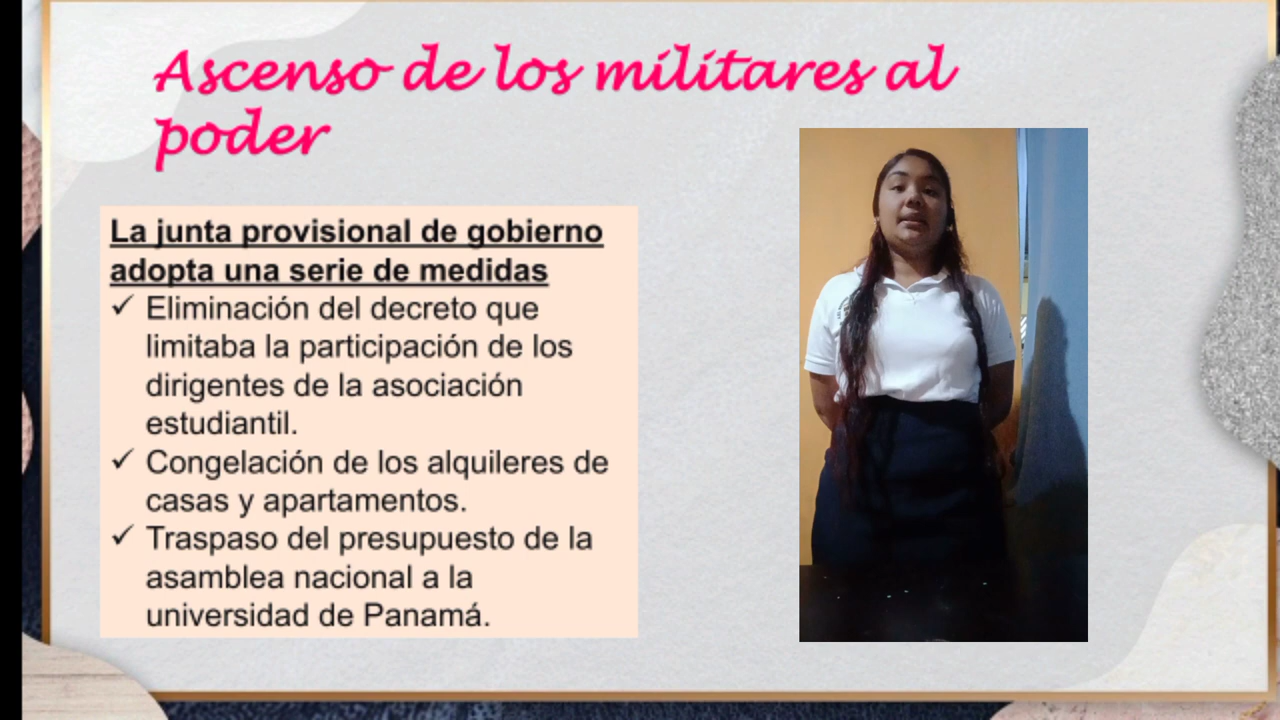 Ascenso de los militares al
poder
La junta provisional de gobierno
adopta una serie de medidas
✓ Eliminación del decreto que
limitaba la participación de los
dirigentes de la asociación
estudiantil.
✓ Congelación de los alquileres de
casas y apartamentos.
✓ Traspaso del presupuesto de la
asamblea nacional a la
universidad de Panamá.